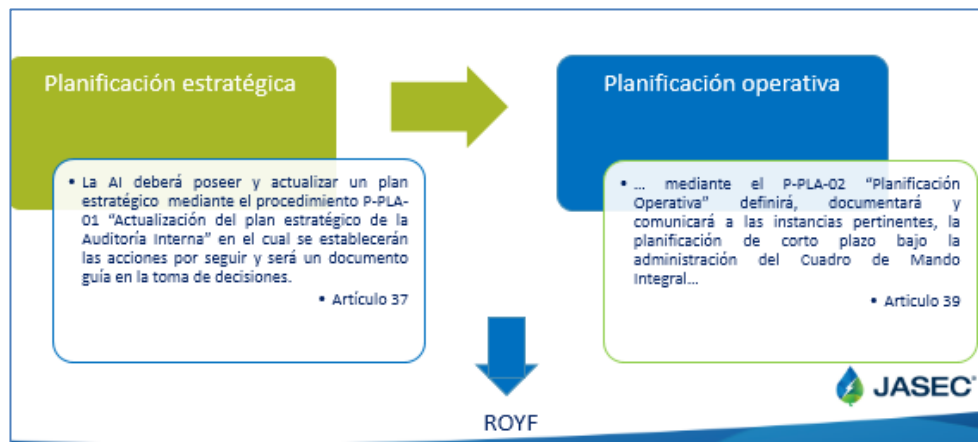 Planificación estratégica
• La AI deberá poseer y actualizar un plan
estratégico mediante el procedimiento P-PLA-
01 “Actualización del plan estratégico de la
Auditoría Interna” en el cual se establecerán
las acciones por seguir y será un documento
guía en la toma de decisiones.
• Artículo 37
Planificación operativa
• ... mediante el P-PLA-02 “Planificación
Operativa” definirá, documentará y
comunicará a las instancias pertinentes, la
planificación de corto plazo bajo la
administración del Cuadro de Mando
Integral...
• Articulo 39
ROYF
JASEC